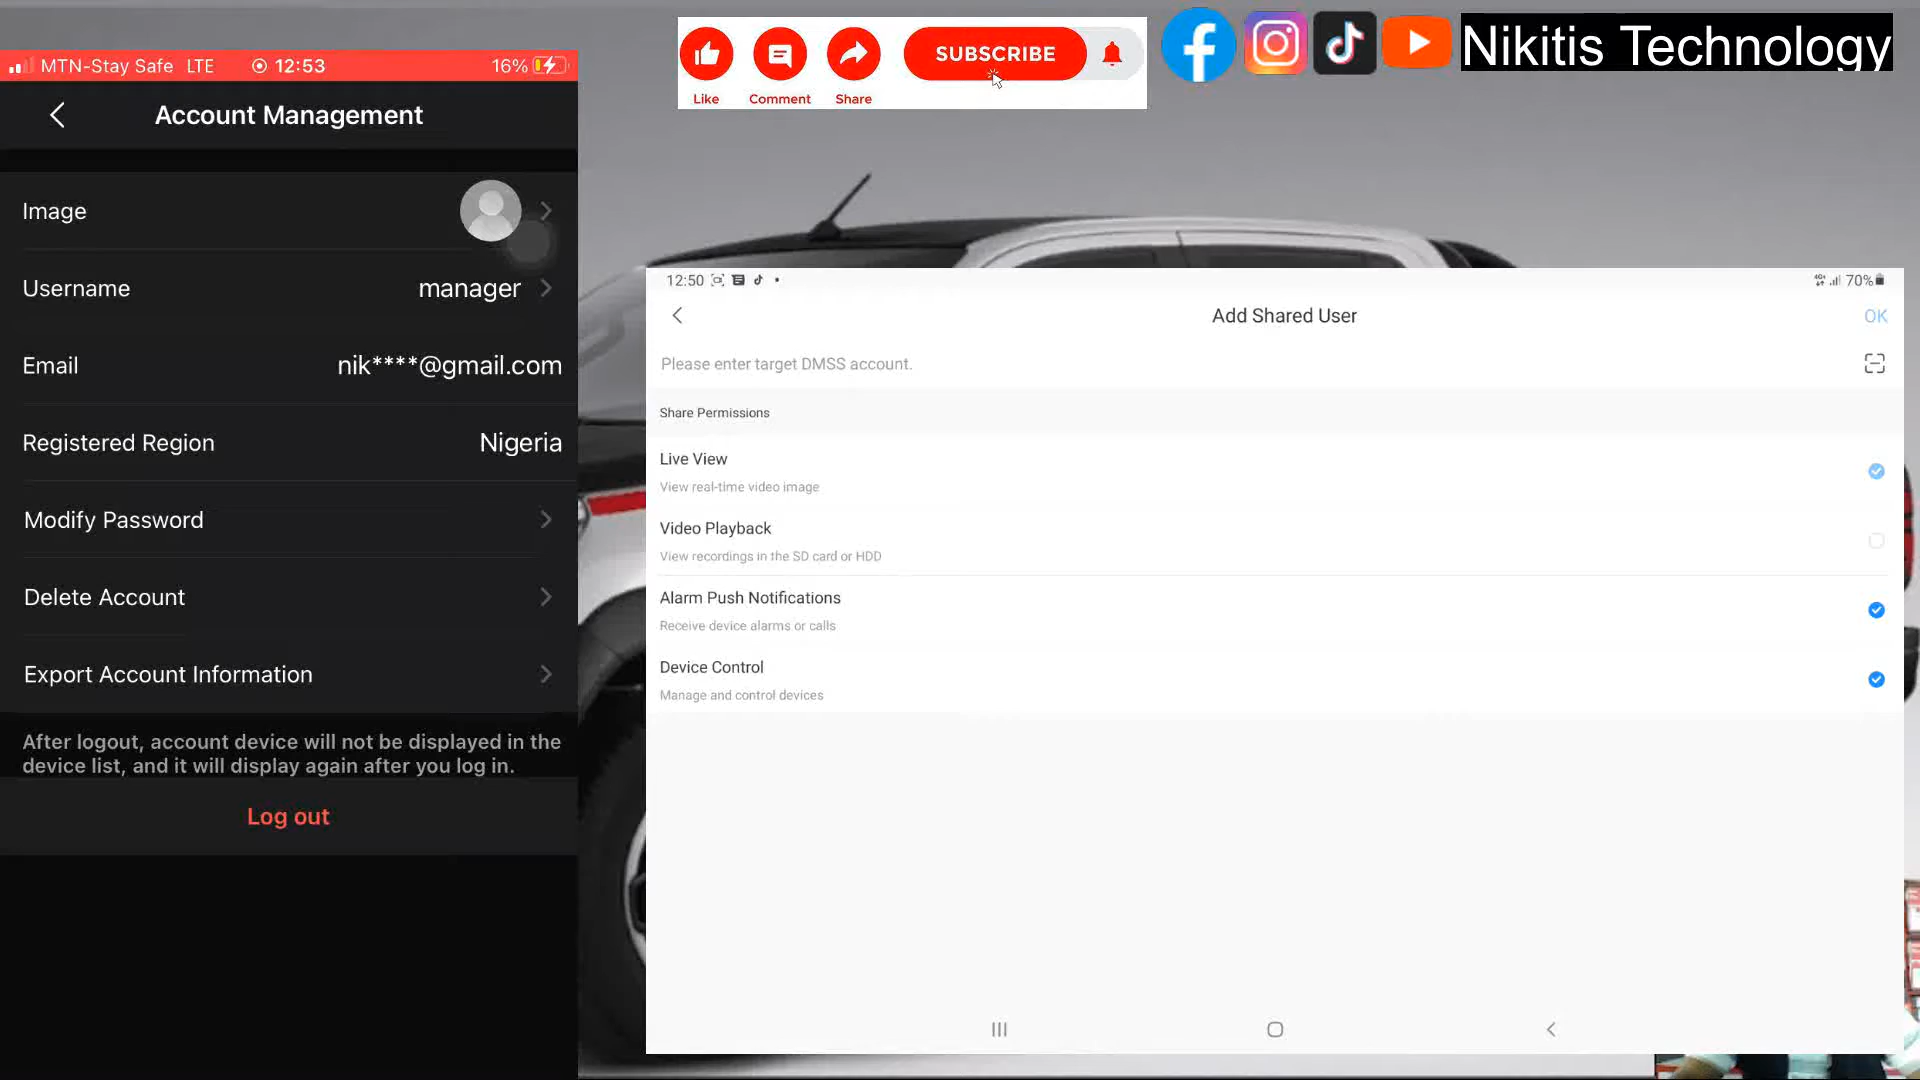 Like
Comment
Share
SUBSCRIBE
Nikitis Technology
MTN-Stay Safe LTE 12:53 16%
Account Management
Image
Username manager
Email nik****@gmail.com
Registered Region Nigeria
Modify Password
Delete Account
Export Account Information
After logout, account device will not be displayed in the
device list, and it will display again after you log in.
Log out
12:50 70%
Add Shared User OK
Please enter target DMSS account.
Share Permissions
Live View
View real-time video image
Video Playback
View recordings in the SD card or HDD
Alarm Push Notifications
Receive device alarms or calls
Device Control
Manage and control devices